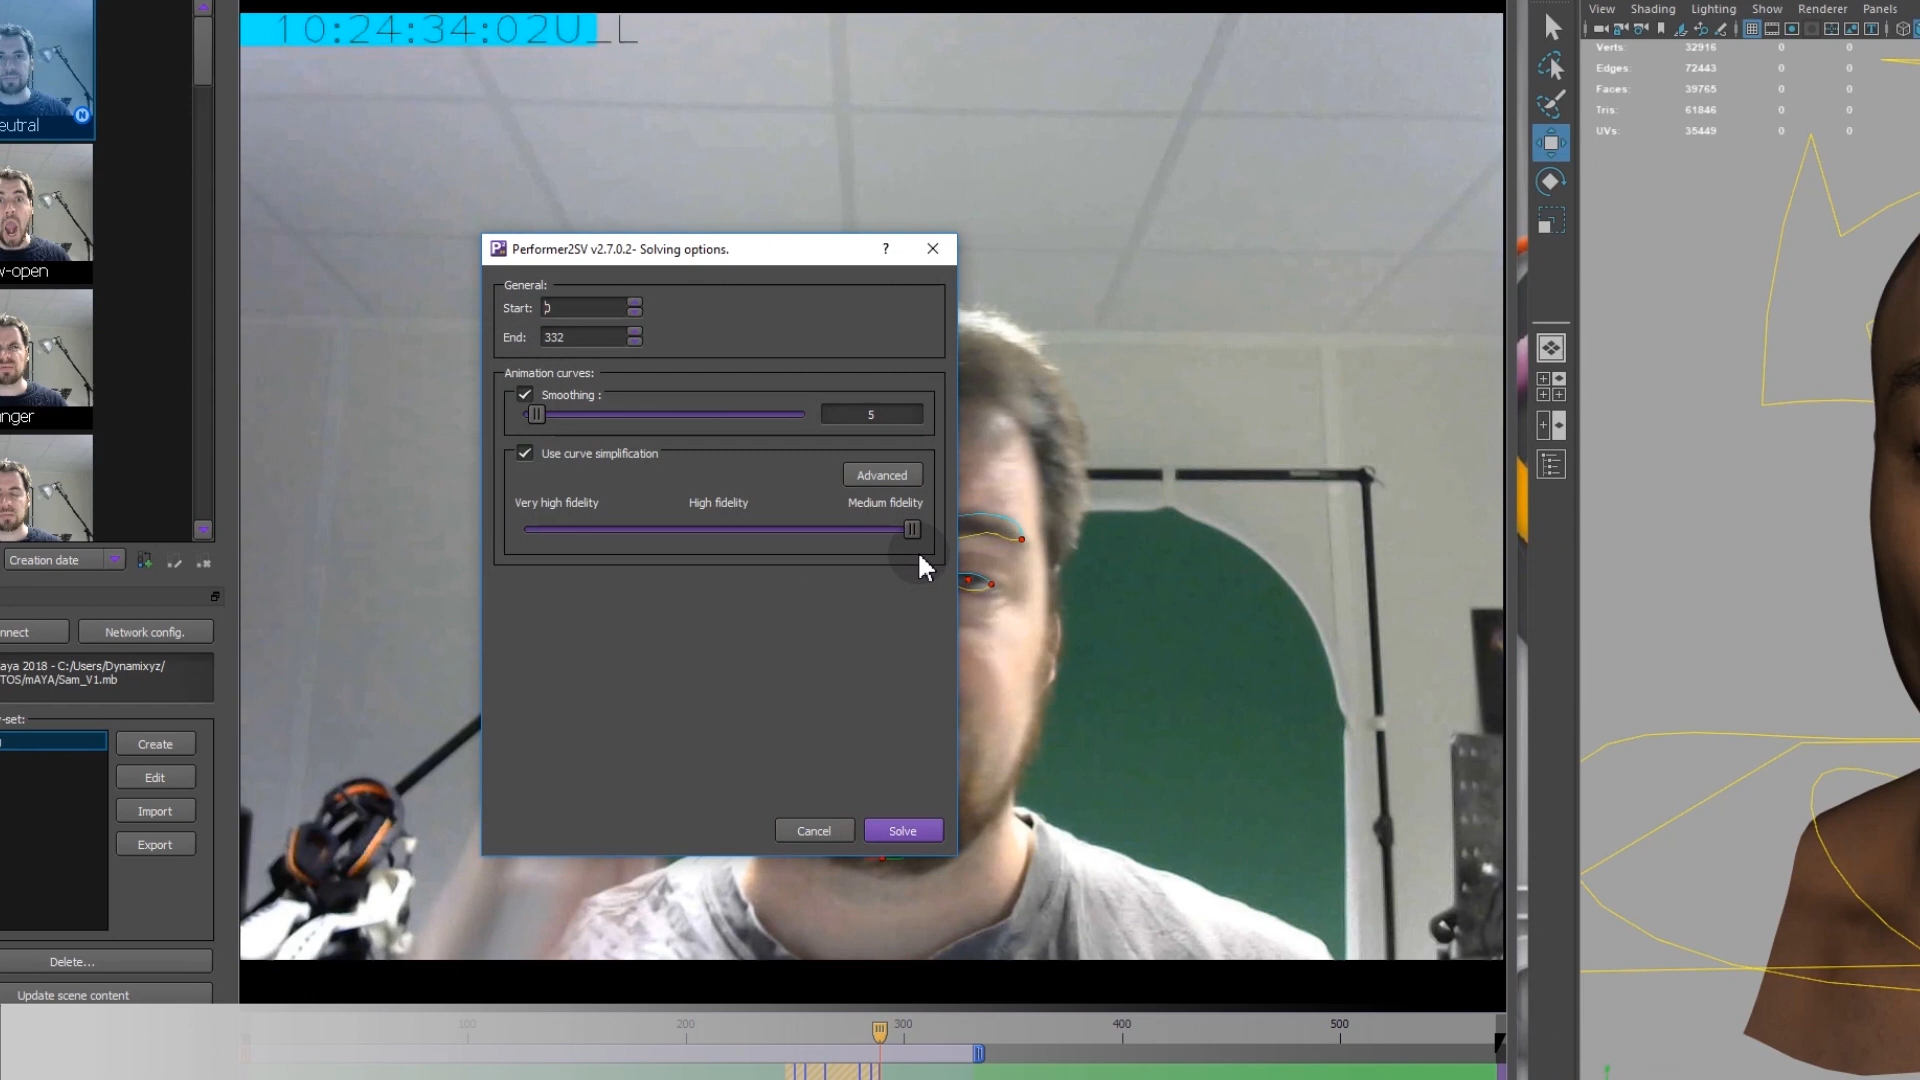 10:24:34:02U_L
eutral
w-open
nger
Creation date
nnect
Network config.
aya 2018 - C:/Users/Dynamixyz/
TOS/mAYA/Sam_V1.mb
y-set:
Create
Edit
Import
Export
Delete...
Update scene content
Performer2SV v2.7.0.2- Solving options.
?
General:
Start:
End: 332
Animation curves:
Smoothing :
5
Use curve simplification
Advanced
Very high fidelity High fidelity Medium fidelity
Cancel Solve
100 200 300 400 500
View Shading Lighting Show Renderer Panels
Verts: 32916 0 0
Edges: 72443 0 0
Faces: 39765 0 0
Tris: 61846 0 0
UVs: 35449 0 0